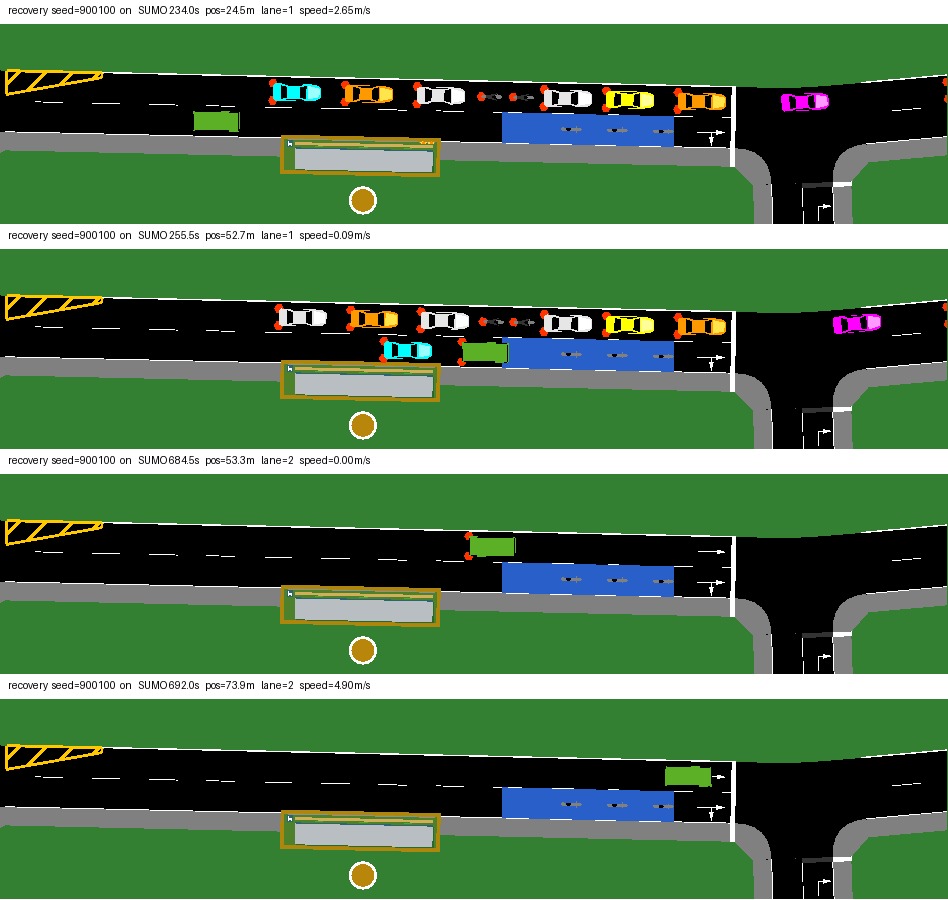 recovery seed=900100 on SUMO 234.0s pos=24.5m lane=1 speed=2.65m/s
recovery seed=900100 on SUMO 255.5s pos=52.7m lane=1 speed=0.09m/s
recovery seed=900100 on SUMO 684.5s pos=53.3m lane=2 speed=0.00m/s
recovery seed=900100 on SUMO 692.0s pos=73.9m lane=2 speed=4.90m/s